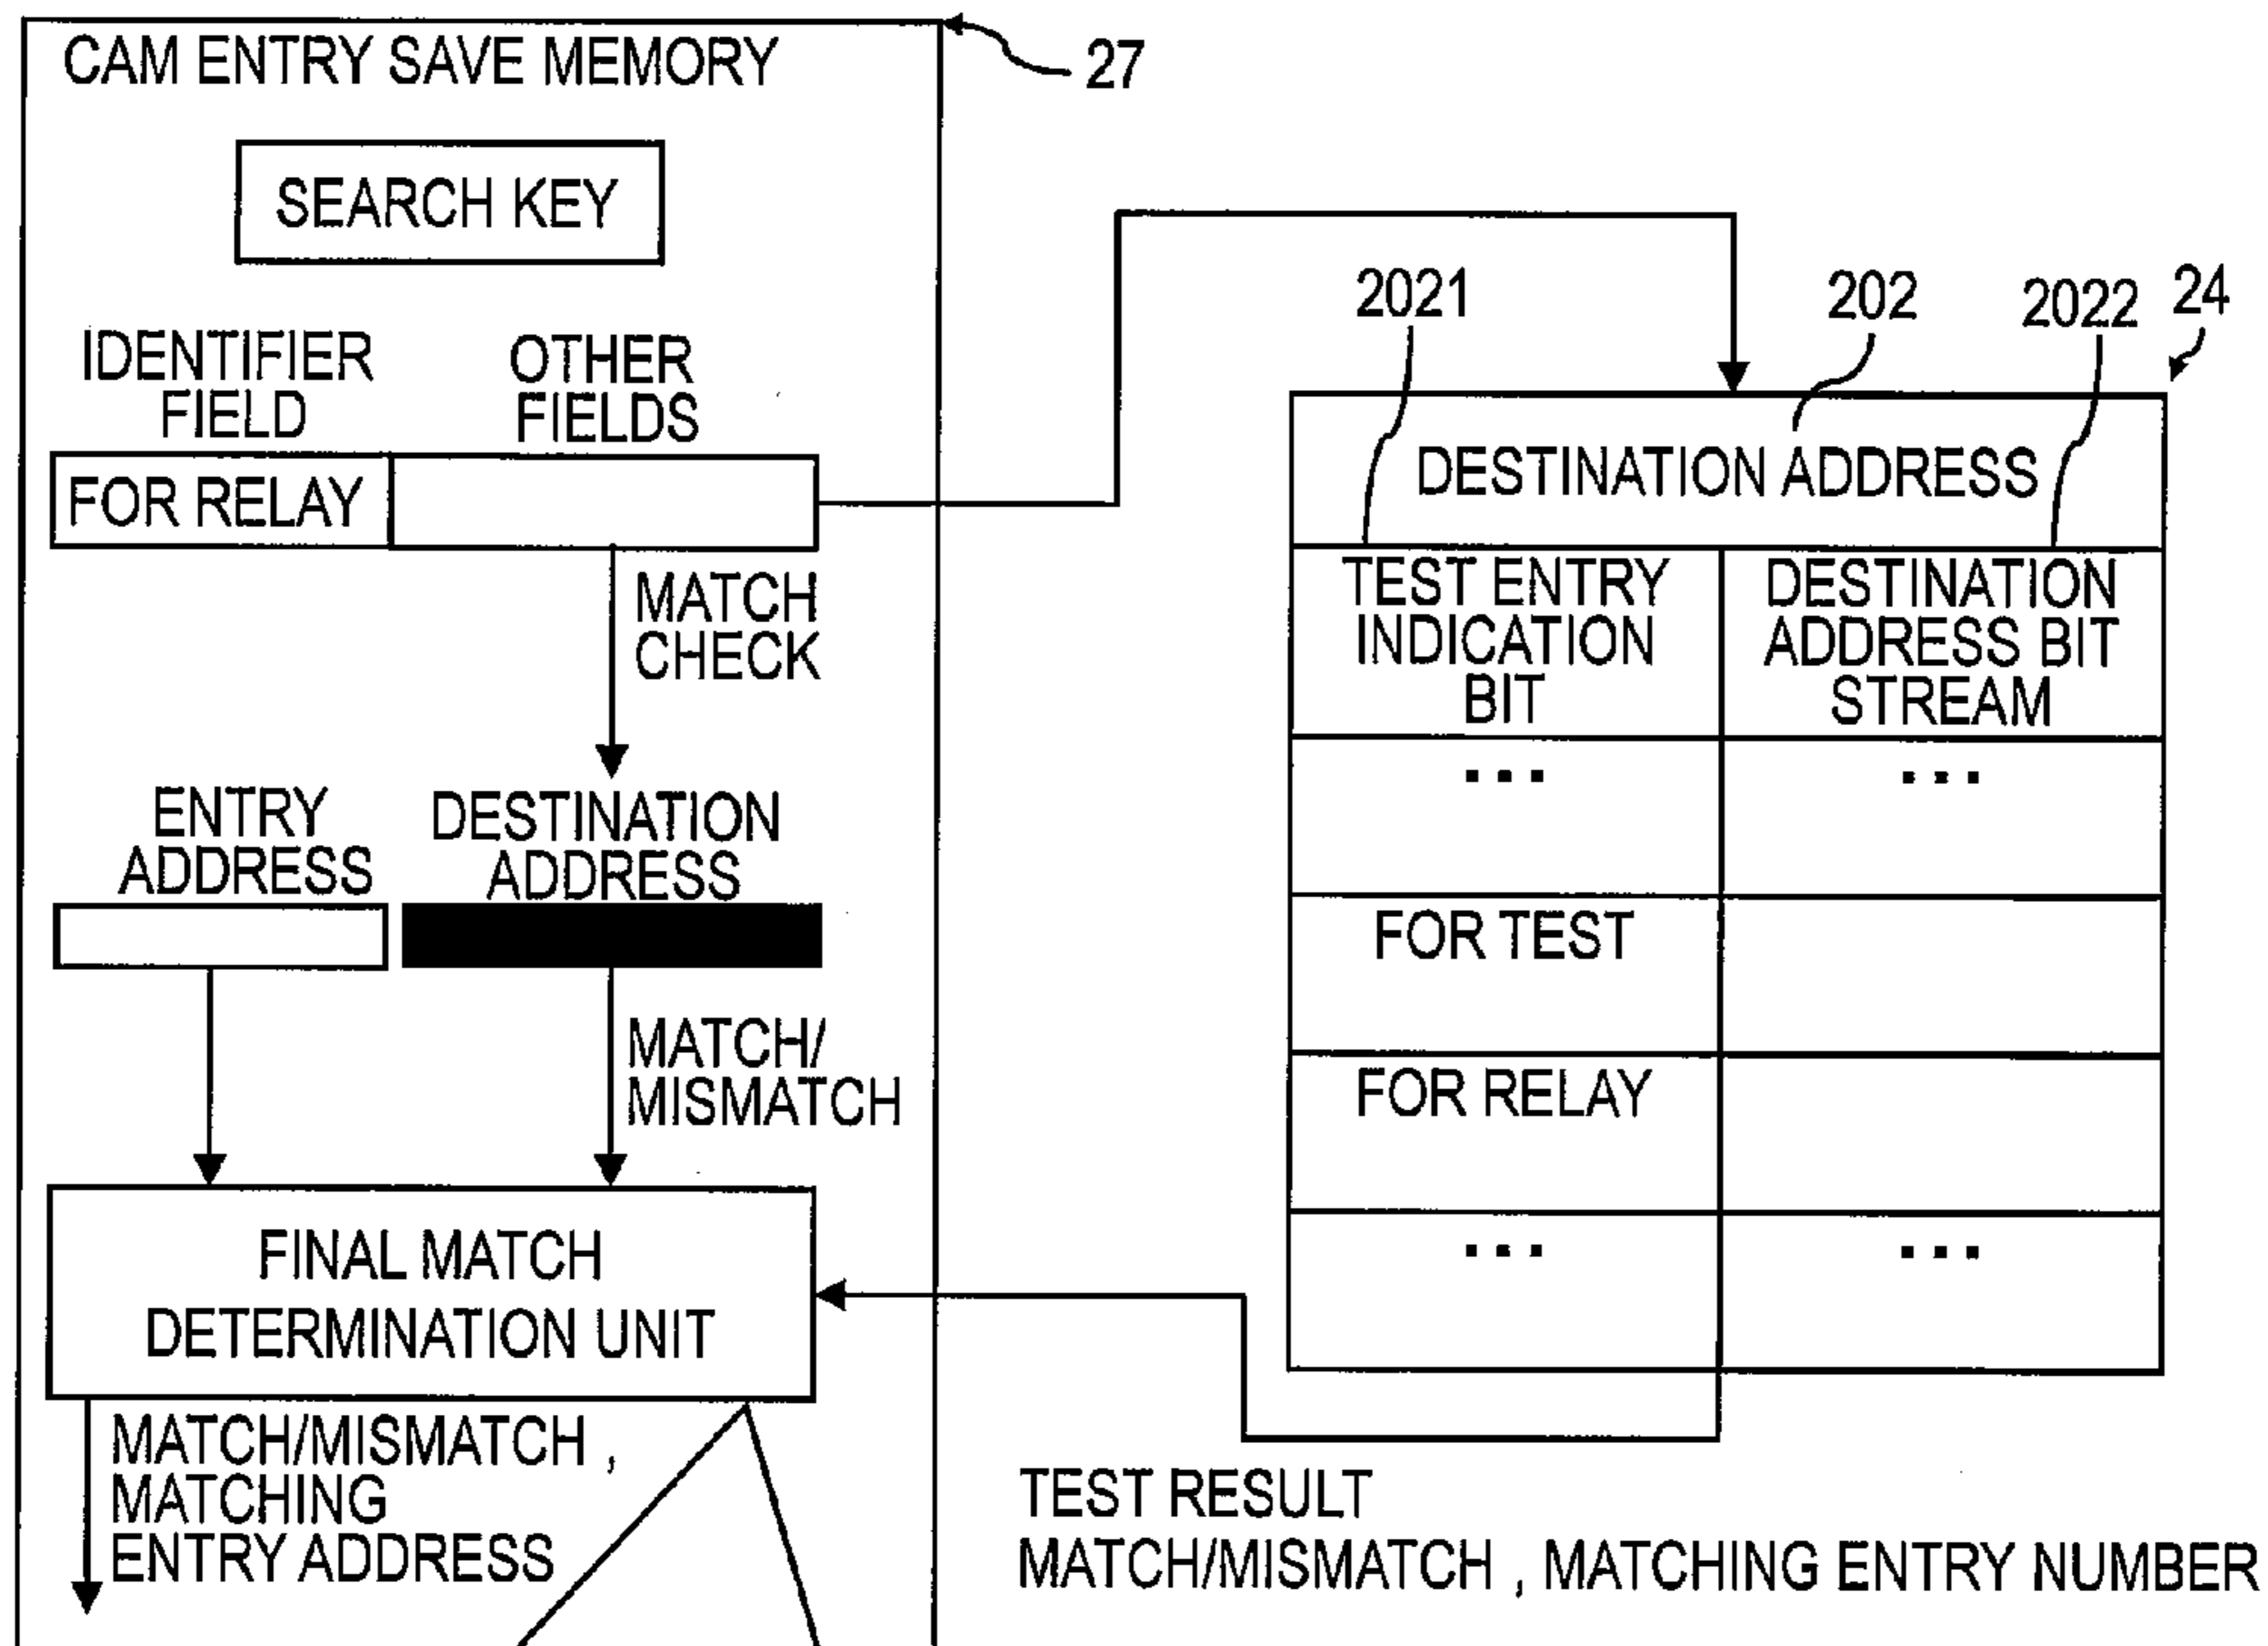 CAM ENTRY SAVE MEMORY
27
SEARCH KEY
IDENTIFIER
FIELD
OTHER
FIELDS
FOR RELAY
MATCH
CHECK
ENTRY
ADDRESS
DESTINATION
ADDRESS
MATCH/
MISMATCH
FINAL MATCH
DETERMINATION UNIT
MATCH/MISMATCH ,
MATCHING
ENTRY ADDRESS
2021
202
2022
24
DESTINATION ADDRESS
TEST ENTRY
INDICATION
BIT
DESTINATION
ADDRESS BIT
STREAM
... ...
FOR TEST
FOR RELAY
... ...
TEST RESULT
MATCH/MISMATCH , MATCHING ENTRY NUMBER